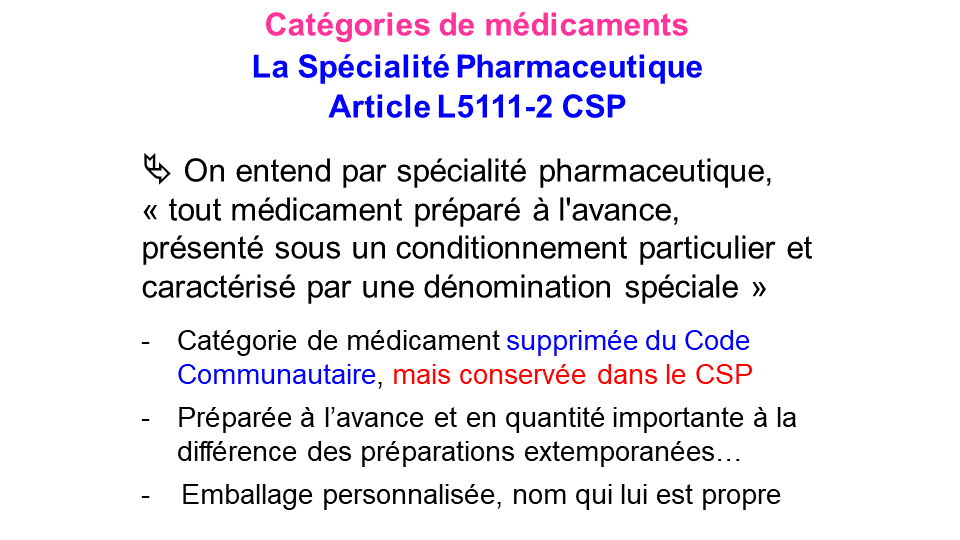 Catégories de médicaments
La Spécialité Pharmaceutique
Article L5111-2 CSP
On entend par spécialité pharmaceutique,
« tout médicament préparé à l'avance,
présenté sous un conditionnement particulier et
caractérisé par une dénomination spéciale »
- Catégorie de médicament supprimée du Code
Communautaire, mais conservée dans le CSP
- Préparée à l’avance et en quantité importante à la
différence des préparations extemporanées…
- Emballage personnalisée, nom qui lui est propre